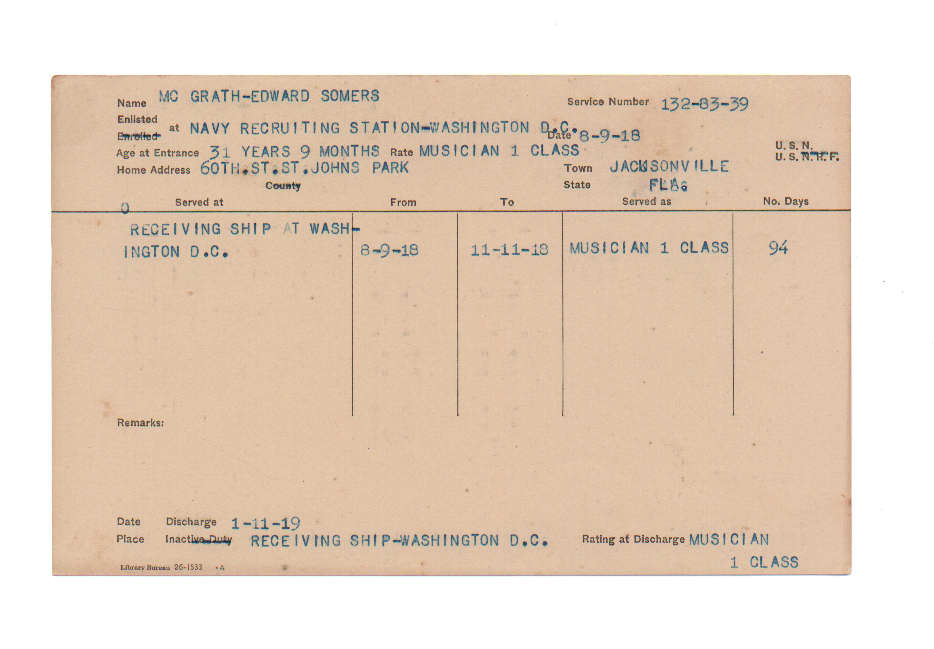 Name MC GRATH-EDWARD SOMERS Service Number 132-83-39
Enlisted
Enrolled at NAVY RECRUITING STATION-WASHINGTON D.C. Date 8-9-18
Age at Entrance 31 YEARS 9 MONTHS Rate MUSICIAN 1 CLASS U. S. N.
U. S. N. R. F.
Home Address 60TH.ST.ST.JOHNS PARK Town JACKSONVILLE
County State FLA.
0 Served at From To Served as No. Days
RECEIVING SHIP AT WASH-
INGTON D.C. 8-9-18 11-11-18 MUSICIAN 1 CLASS 94
Remarks:
Date Discharge 1-11-19
Place Inactive Duty RECEIVING SHIP-WASHINGTON D.C. Rating at Discharge MUSICIAN
1 CLASS
Library Bureau 26-1533 • A